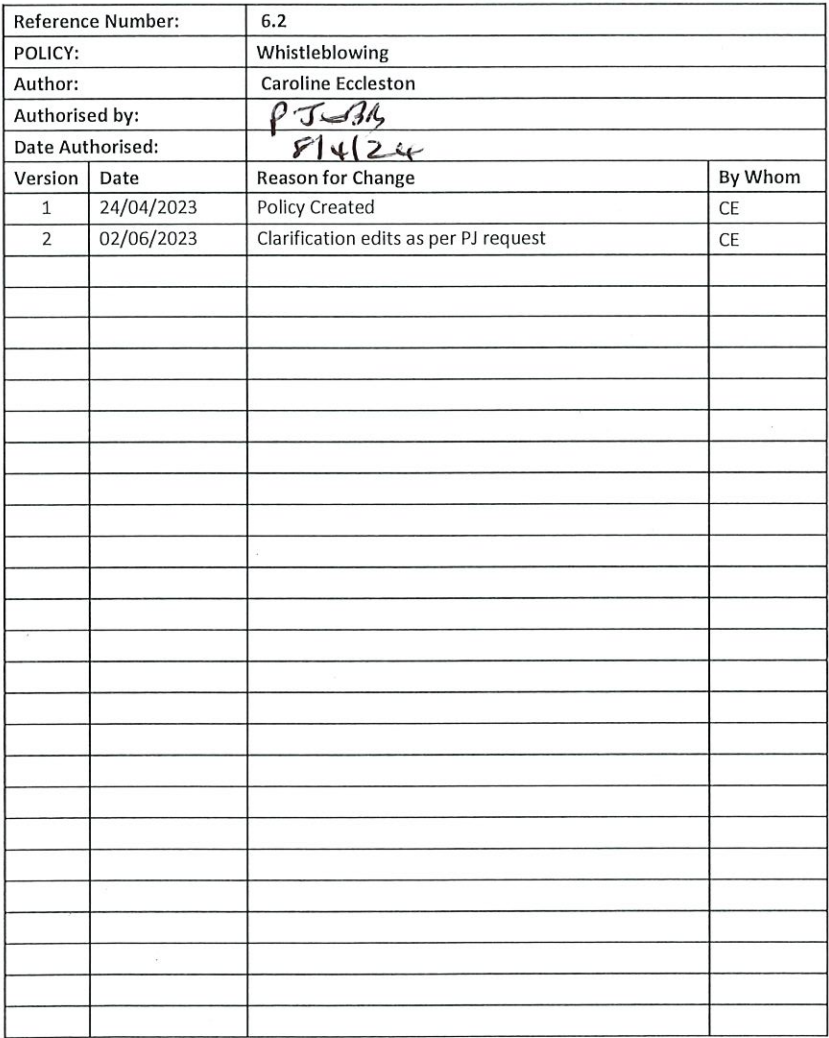 Reference Number: 6.2
POLICY: Whistleblowing
Author: Caroline Eccleston
Authorised by: P J
Date Authorised: 8/4/24
Version Date Reason for Change By Whom
1 24/04/2023 Policy Created CE
2 02/06/2023 Clarification edits as per PJ request CE